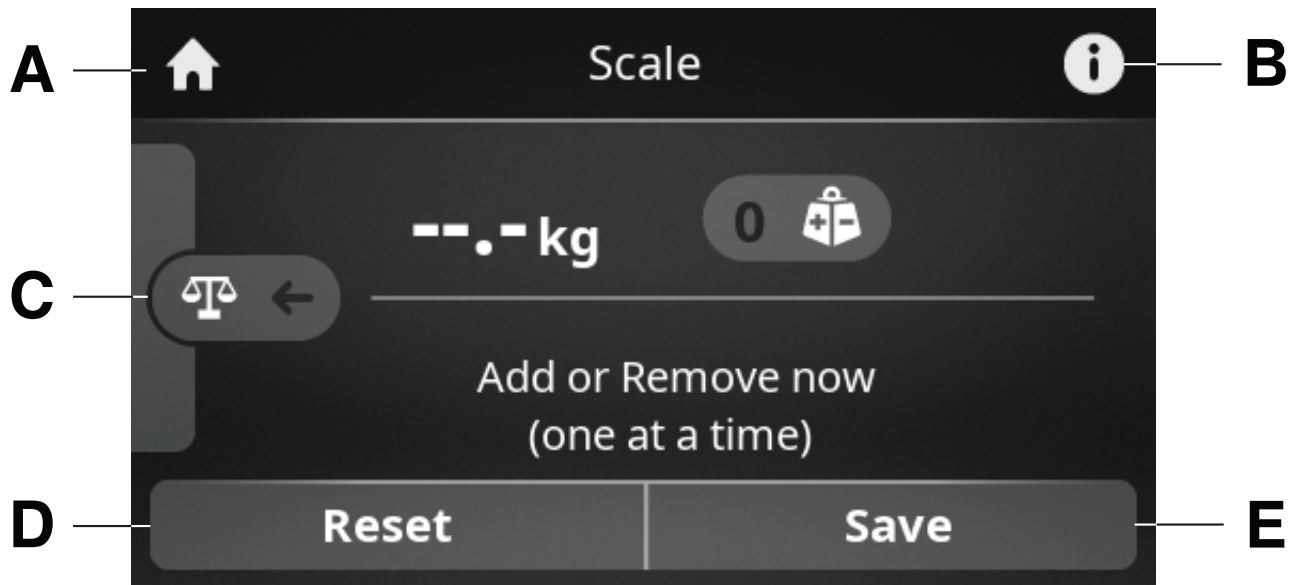 A
Scale
B
--.- kg
0
C
Add or Remove now
(one at a time)
D
Reset
Save
E